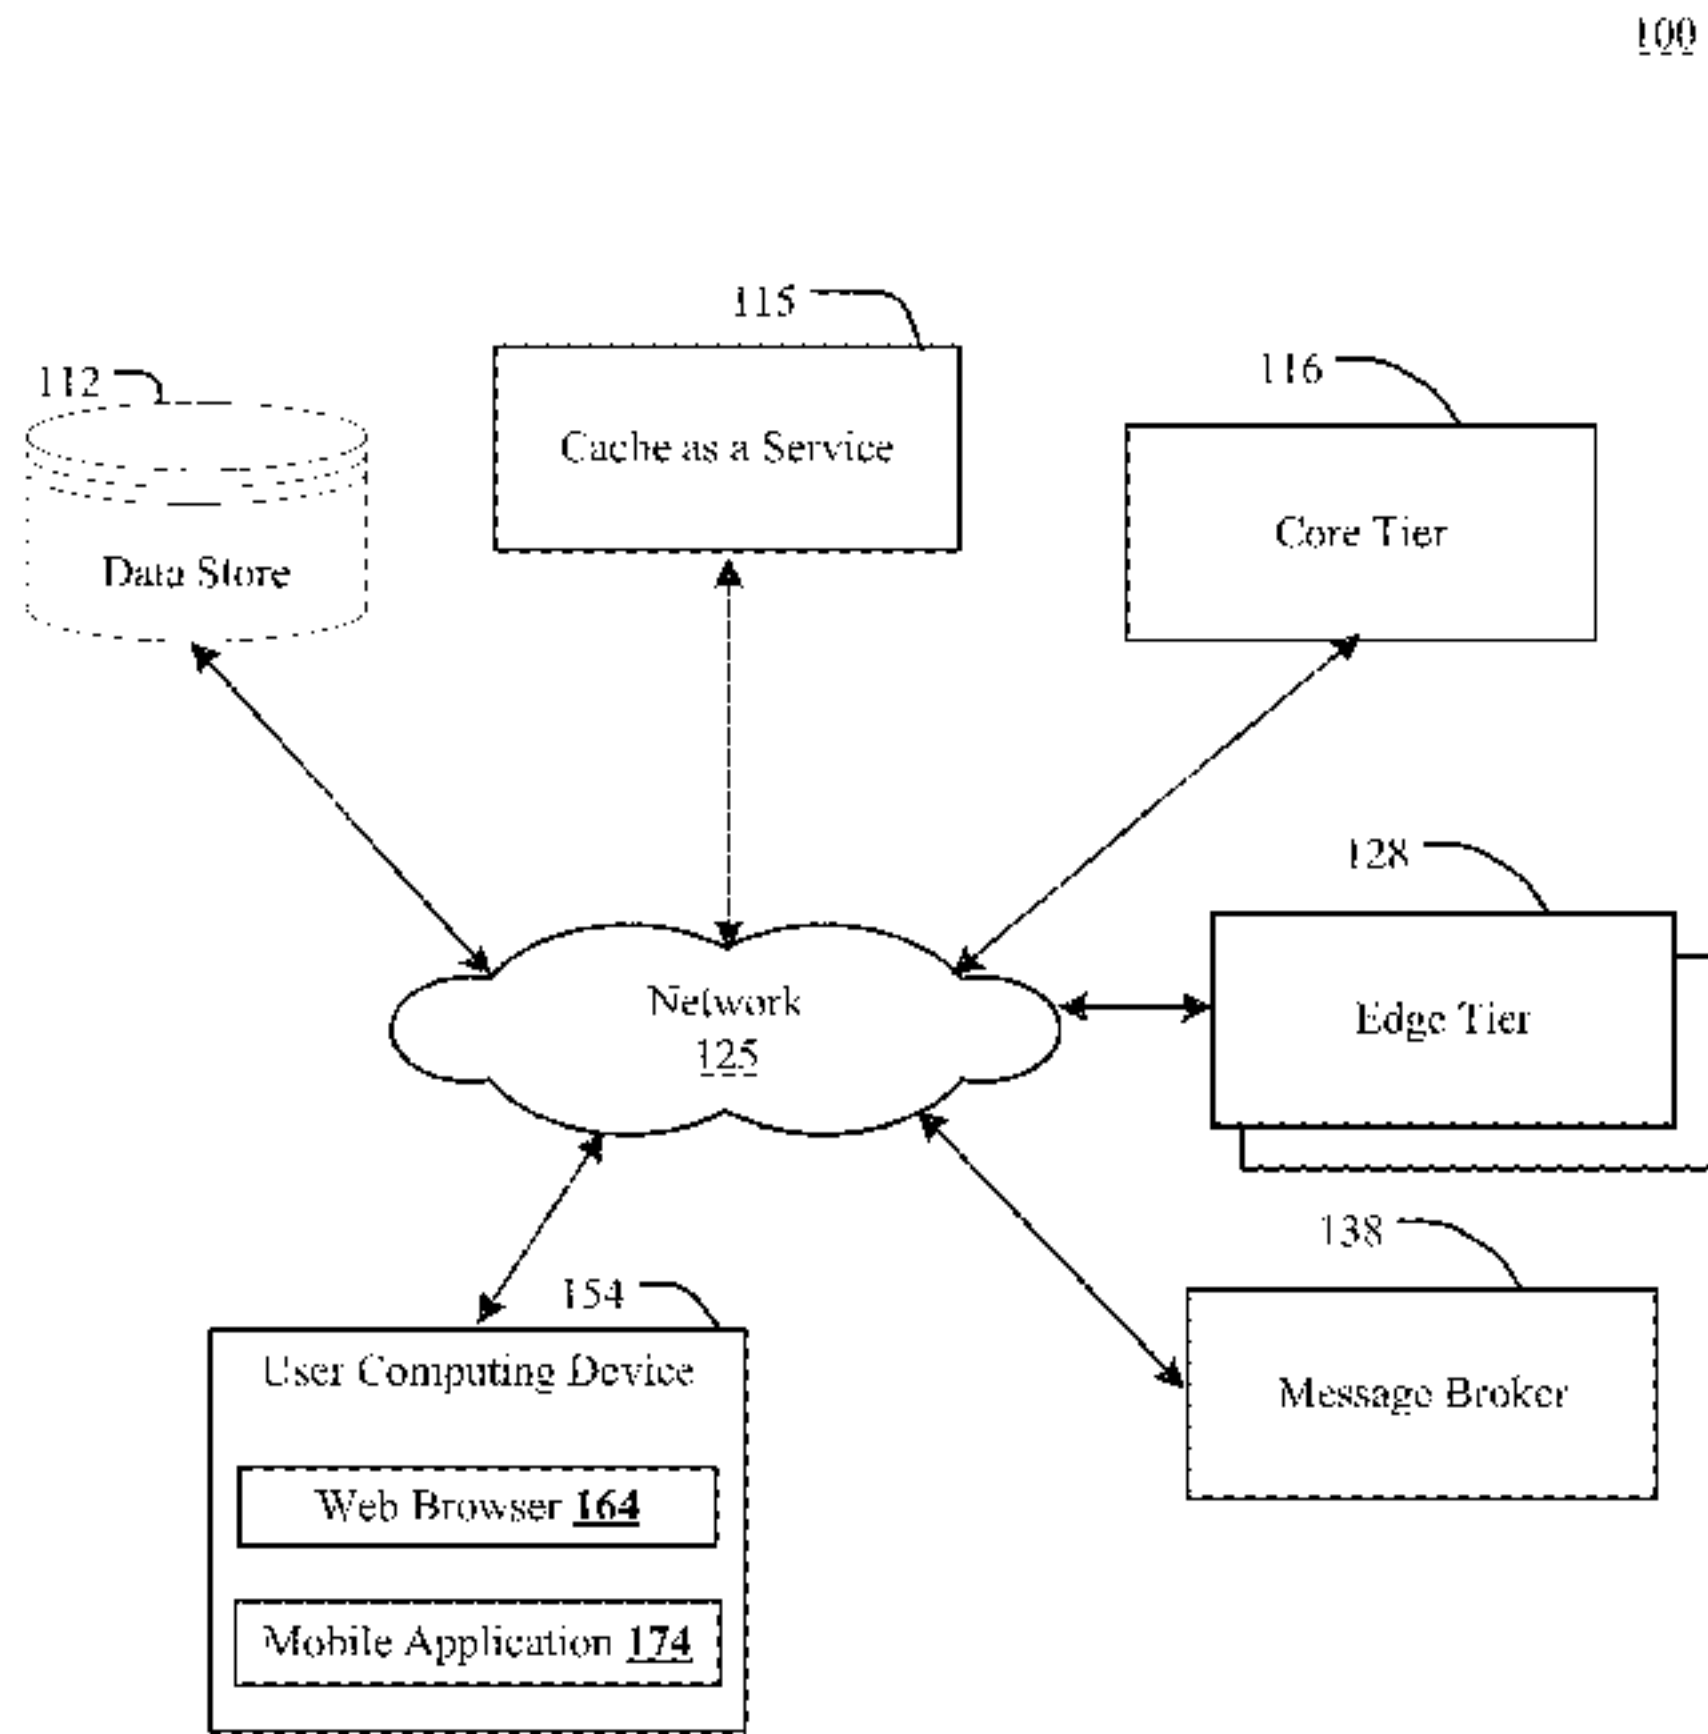 100
115
112
116
Cache as a Service
Core Tier
Data Store
128
Network
125
Edge Tier
138
154
User Computing Device
Message Broker
Web Browser 164
Mobile Application 174